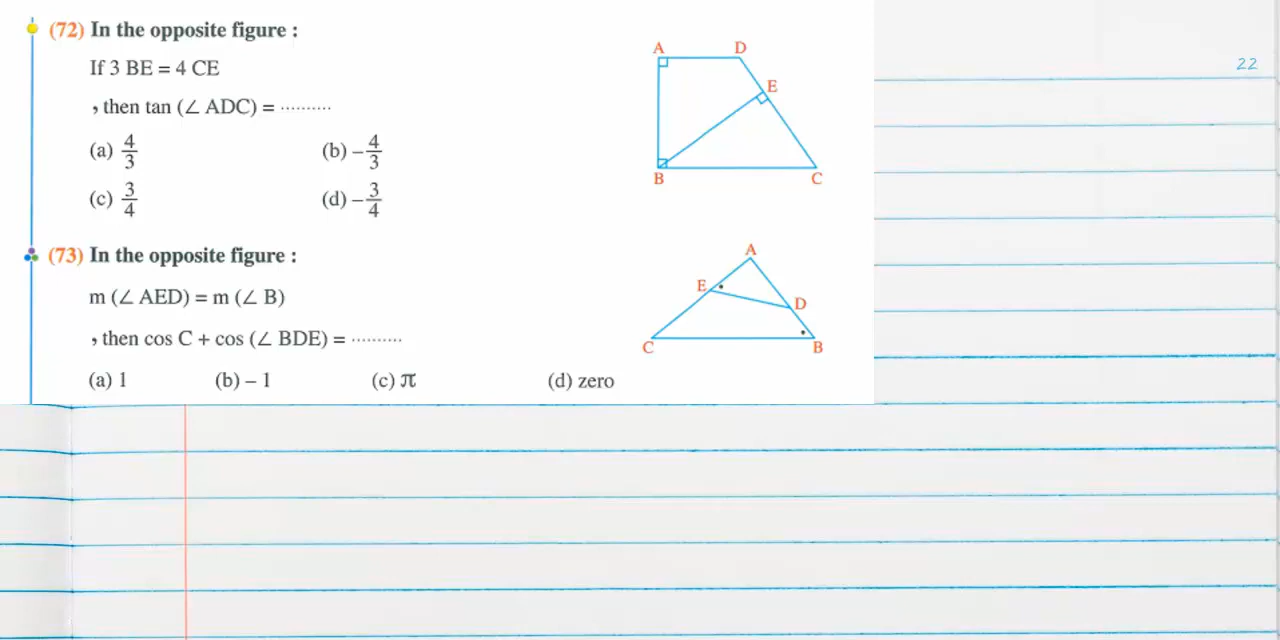 (72) In the opposite figure :
If 3 BE = 4 CE
, then tan (∠ ADC) = ··········
(a) 4/3
(b) – 4/3
(c) 3/4
(d) – 3/4
A D
E
B C
22
(73) In the opposite figure :
m (∠ AED) = m (∠ B)
, then cos C + cos (∠ BDE) = ··········
(a) 1 (b) – 1 (c) π (d) zero
A
E
D
C B